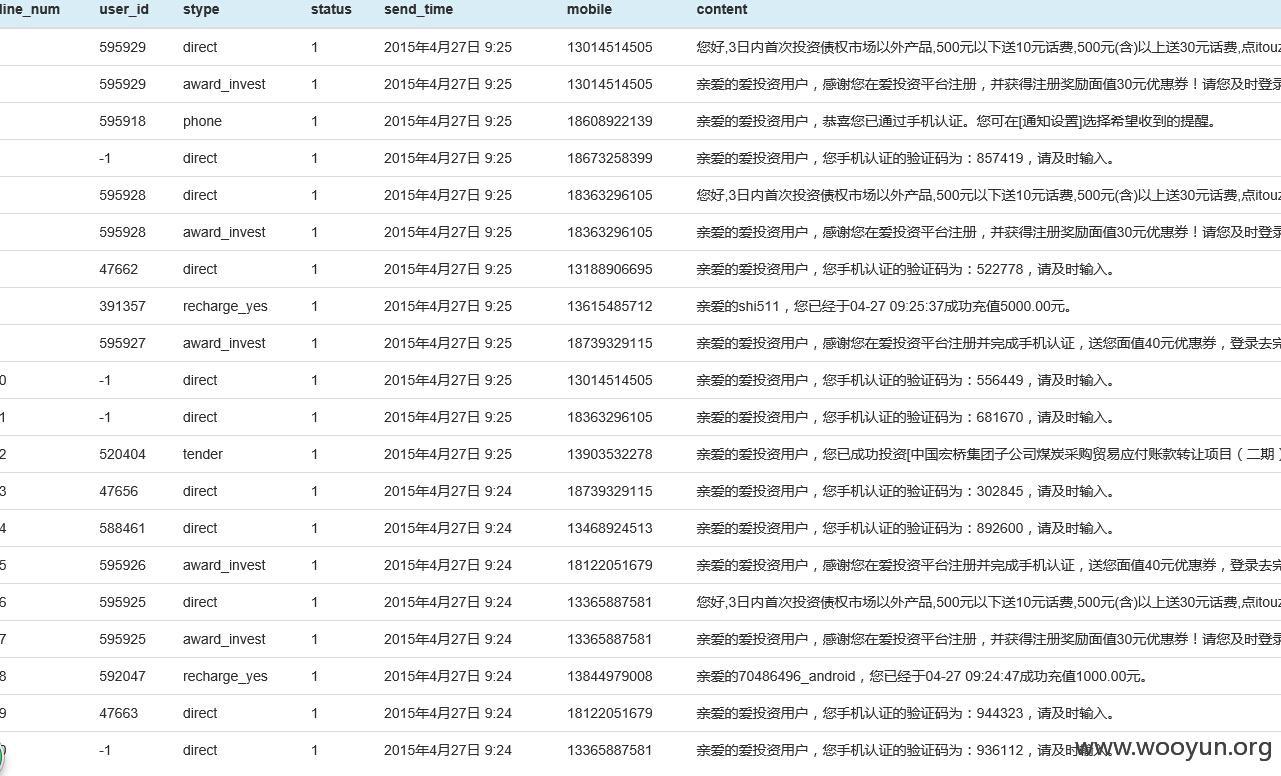 line_num user_id stype status send_time mobile content
595929 direct 1 2015年4月27日 9:25 13014514505 您好,3日内首次投资债权市场以外产品,500元以下送10元话费,500元(含)以上送30元话费,点itouz
595929 award_invest 1 2015年4月27日 9:25 13014514505 亲爱的爱投资用户，感谢您在爱投资平台注册，并获得注册奖励面值30元优惠券！请您及时登录
595918 phone 1 2015年4月27日 9:25 18608922139 亲爱的爱投资用户，恭喜您已通过手机认证。您可在[通知设置]选择希望收到的提醒。
-1 direct 1 2015年4月27日 9:25 18673258399 亲爱的爱投资用户，您手机认证的验证码为：857419，请及时输入。
595928 direct 1 2015年4月27日 9:25 18363296105 您好,3日内首次投资债权市场以外产品,500元以下送10元话费,500元(含)以上送30元话费,点itouz
595928 award_invest 1 2015年4月27日 9:25 18363296105 亲爱的爱投资用户，感谢您在爱投资平台注册，并获得注册奖励面值30元优惠券！请您及时登录
47662 direct 1 2015年4月27日 9:25 13188906695 亲爱的爱投资用户，您手机认证的验证码为：522778，请及时输入。
391357 recharge_yes 1 2015年4月27日 9:25 13615485712 亲爱的shi511，您已经于04-27 09:25:37成功充值5000.00元。
595927 award_invest 1 2015年4月27日 9:25 18739329115 亲爱的爱投资用户，感谢您在爱投资平台注册并完成手机认证，送您面值40元优惠券，登录去完
0 -1 direct 1 2015年4月27日 9:25 13014514505 亲爱的爱投资用户，您手机认证的验证码为：556449，请及时输入。
1 -1 direct 1 2015年4月27日 9:25 18363296105 亲爱的爱投资用户，您手机认证的验证码为：681670，请及时输入。
2 520404 tender 1 2015年4月27日 9:25 13903532278 亲爱的爱投资用户，您已成功投资[中国宏桥集团子公司煤炭采购贸易应付账款转让项目（二期）
3 47656 direct 1 2015年4月27日 9:24 18739329115 亲爱的爱投资用户，您手机认证的验证码为：302845，请及时输入。
4 588461 direct 1 2015年4月27日 9:24 13468924513 亲爱的爱投资用户，您手机认证的验证码为：892600，请及时输入。
5 595926 award_invest 1 2015年4月27日 9:24 18122051679 亲爱的爱投资用户，感谢您在爱投资平台注册并完成手机认证，送您面值40元优惠券，登录去完
6 595925 direct 1 2015年4月27日 9:24 13365887581 您好,3日内首次投资债权市场以外产品,500元以下送10元话费,500元(含)以上送30元话费,点itouz
7 595925 award_invest 1 2015年4月27日 9:24 13365887581 亲爱的爱投资用户，感谢您在爱投资平台注册，并获得注册奖励面值30元优惠券！请您及时登录
8 592047 recharge_yes 1 2015年4月27日 9:24 13844979008 亲爱的70486496_android，您已经于04-27 09:24:47成功充值1000.00元。
9 47663 direct 1 2015年4月27日 9:24 18122051679 亲爱的爱投资用户，您手机认证的验证码为：944323，请及时输入。
-1 direct 1 2015年4月27日 9:24 13365887581 亲爱的爱投资用户，您手机认证的验证码为：936112，请及时输入。
www.wooyun.org